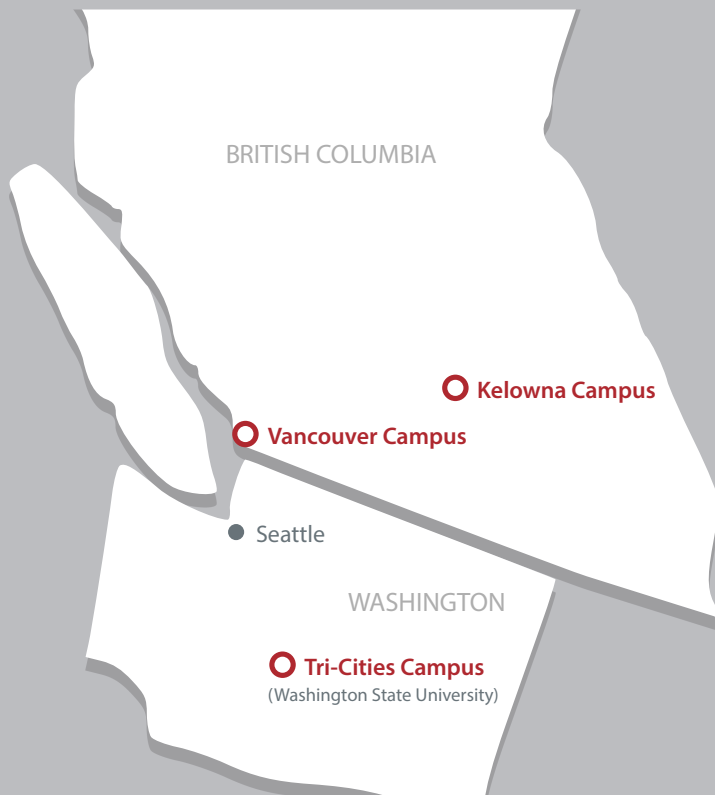 BRITISH COLUMBIA
Kelowna Campus
Vancouver Campus
Seattle
WASHINGTON
Tri-Cities Campus
(Washington State University)